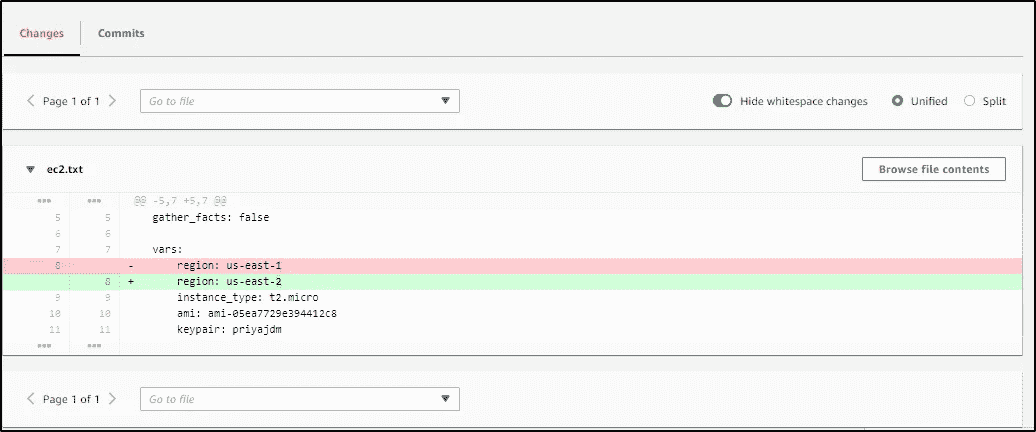 Changes Commits
Page 1 of 1 Go to file Hide whitespace changes Unified Split
ec2.txt Browse file contents
@@ -5,7 +5,7 @@
5 5 gather_facts: false
6 6
7 7 vars:
8 - region: us-east-1
8 + region: us-east-2
9 9 instance_type: t2.micro
10 10 ami: ami-05ea7729e394412c8
11 11 keypair: priyajdm
Page 1 of 1 Go to file